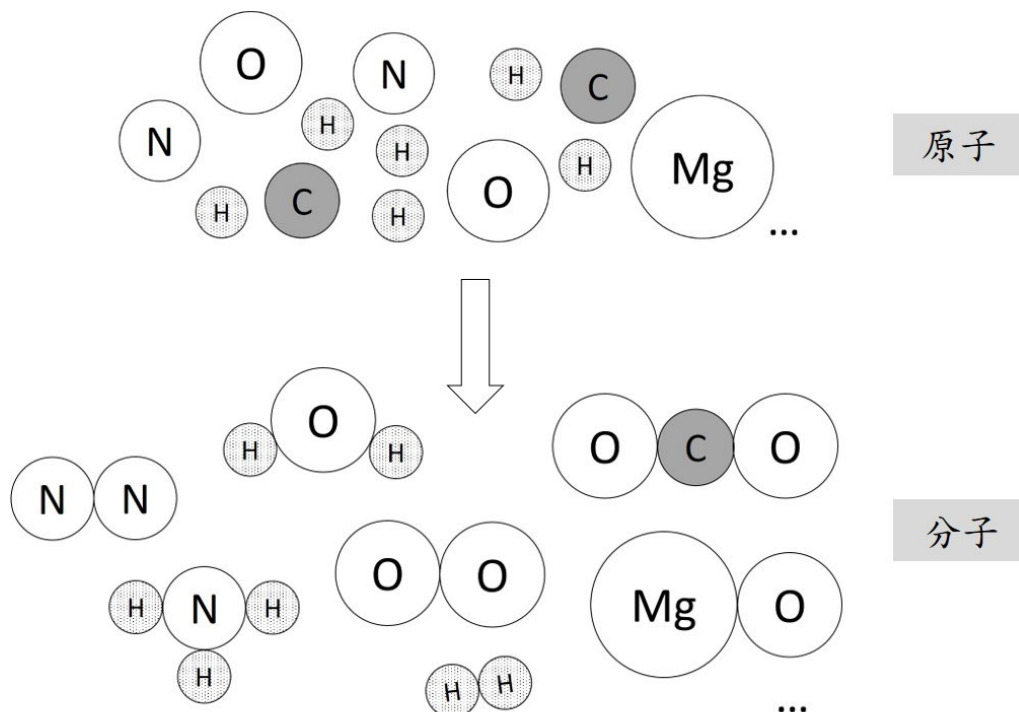 O N H C
N H H H Mg 原子
H C H O
...
O
H H O C O
N N 分子
O O
H N H Mg O
H
H H
...